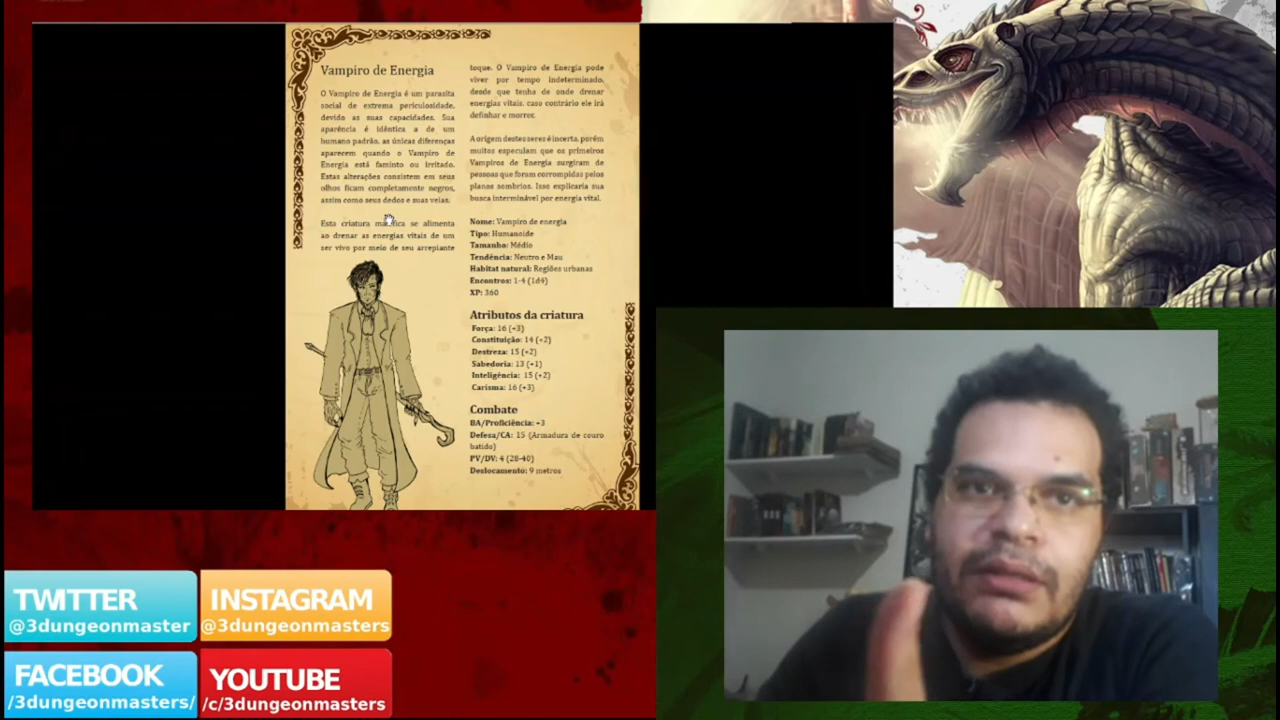 Vampiro de Energia
O Vampiro de Energia é um parasita
social de extrema periculosidade,
devido as suas capacidades. Sua
aparência é idêntica a de um
humano padrão, as únicas diferenças
aparecem quando o Vampiro de
Energia está faminto ou irritado.
Estas alterações consistem em seus
olhos ficam completamente negros,
assim como seus dedos e suas veias.
Esta criatura se alimenta
ao drenar as energias vitais de um
ser vivo por meio de seu arrepiante
toque. O Vampiro de Energia pode
viver por tempo indeterminado,
desde que tenha de onde drenar
energias vitais, caso contrário ele irá
definhar e morrer.
A origem destes seres é incerta, porém
muitos especulam que os primeiros
Vampiros de Energia surgiram de
pessoas que foram corrompidas pelos
planos sombrios. Isso explicaria sua
busca interminável por energia vital.
Nome: Vampiro de energia
Tipo: Humanoide
Tamanho: Médio
Tendência: Neutro e Mau
Habitat natural: Regiões urbanas
Encontros: 1-4 (1d4)
XP: 360
Atributos da criatura
Força: 16 (+3)
Constituição: 14 (+2)
Destreza: 15 (+2)
Sabedoria: 13 (+1)
Inteligência: 15 (+2)
Carisma: 16 (+3)
Combate
BA/Proficiência: +3
Defesa/CA: 15 (Armadura de couro
batido)
PV/DV: 4 (28-40)
Deslocamento: 9 metros
TWITTER
@3dungeonmaster
INSTAGRAM
@3dungeonmasters
FACEBOOK
/3dungeonmasters/
YOUTUBE
/c/3dungeonmasters